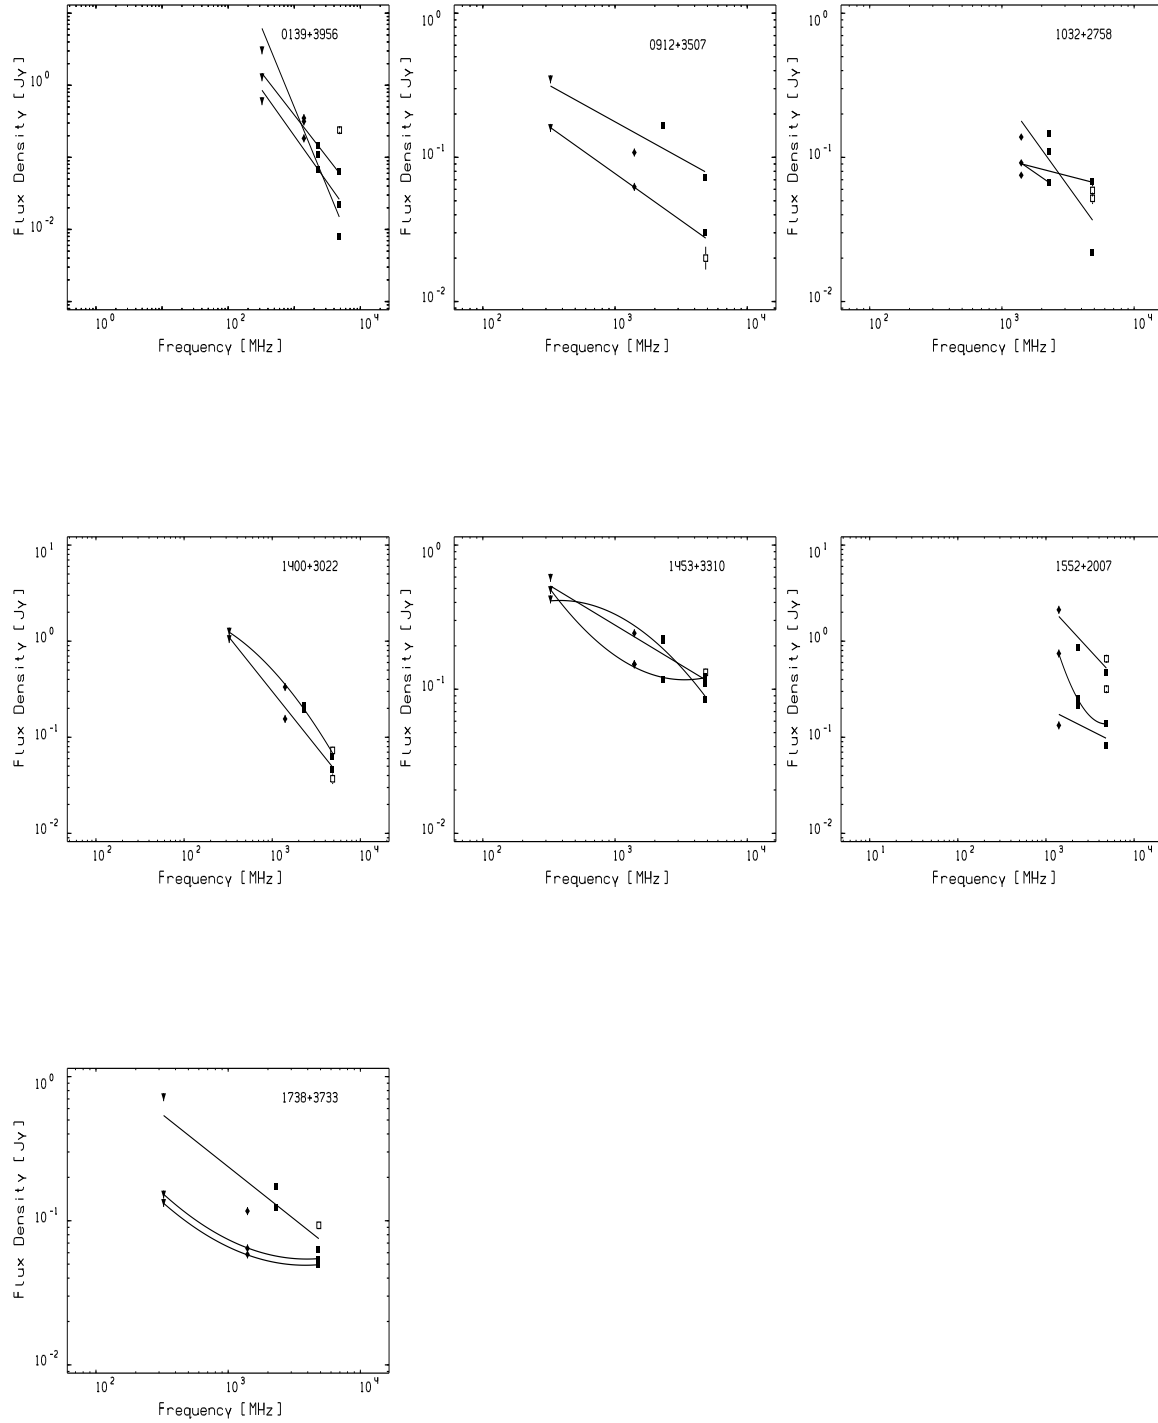 0139+3956
10^0
10^-2
Flux Density [Jy]
10^0 10^2 10^4
Frequency [MHz]
0912+3507
10^0
10^-1
10^-2
Flux Density [Jy]
10^2 10^3 10^4
Frequency [MHz]
1032+2758
10^0
10^-1
10^-2
Flux Density [Jy]
10^2 10^3 10^4
Frequency [MHz]
1400+3022
10^1
10^0
10^-1
10^-2
Flux Density [Jy]
10^2 10^2 10^3 10^4
Frequency [MHz]
1453+3310
10^0
10^-1
10^-2
Flux Density [Jy]
10^2 10^3 10^4
Frequency [MHz]
1552+2007
10^1
10^0
10^-1
10^-2
Flux Density [Jy]
10^1 10^2 10^3 10^4
Frequency [MHz]
1738+3733
10^0
10^-1
10^-2
Flux Density [Jy]
10^2 10^3 10^4
Frequency [MHz]